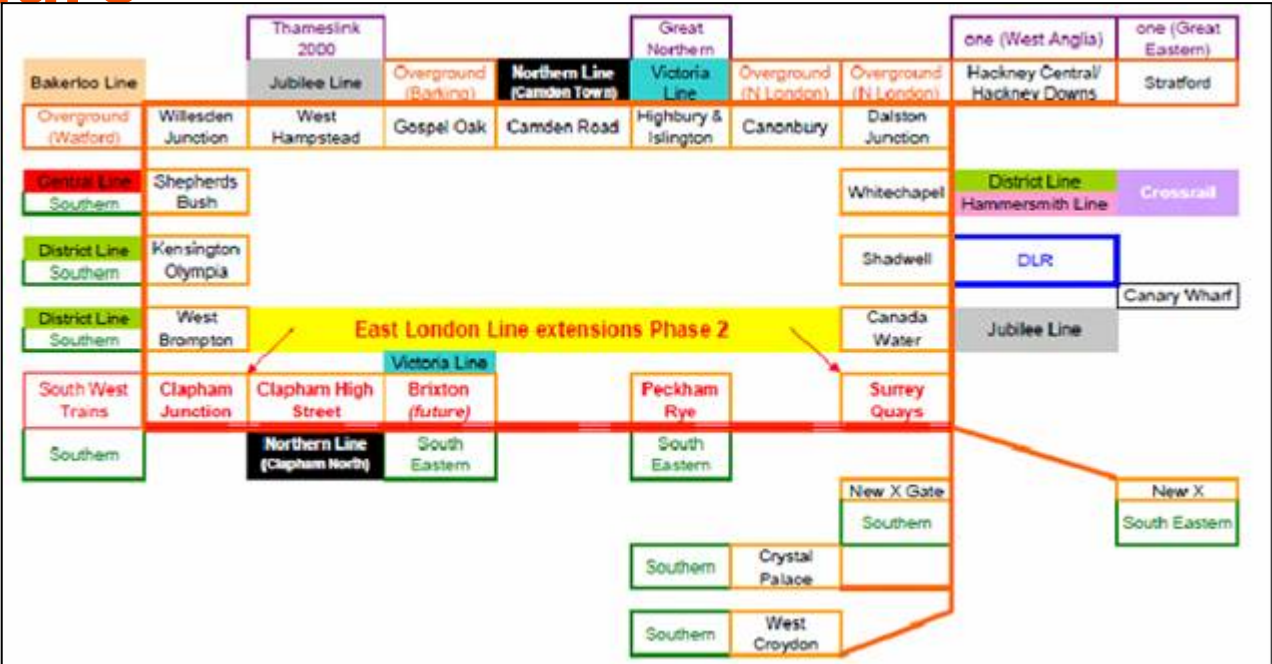 Thameslink
2000
Great
Northern
one (West Anglia)
one (Great
Eastern)
Bakerloo Line
Jubilee Line
Overground
(Barking)
Northern Line
(Camden Town)
Victoria
Line
Overground
(N London)
Overground
(N London)
Hackney Central/
Hackney Downs
Stratford
Overground
(Watford)
Willesden
Junction
West
Hampstead
Gospel Oak
Camden Road
Highbury &
Islington
Canonbury
Dalston
Junction
Central Line
Southern
Shepherds
Bush
Whitechapel
District Line
Hammersmith Line
Crossrail
District Line
Southern
Kensington
Olympia
Shadwell
DLR
Canary Wharf
District Line
Southern
West
Brompton
East London Line extensions Phase 2
Canada
Water
Jubilee Line
Victoria Line
South West
Trains
Clapham
Junction
Clapham High
Street
Brixton
(future)
Peckham
Rye
Surrey
Quays
Southern
Northern Line
(Clapham North)
South
Eastern
South
Eastern
New X Gate
Southern
New X
South Eastern
Southern
Crystal
Palace
Southern
West
Croydon